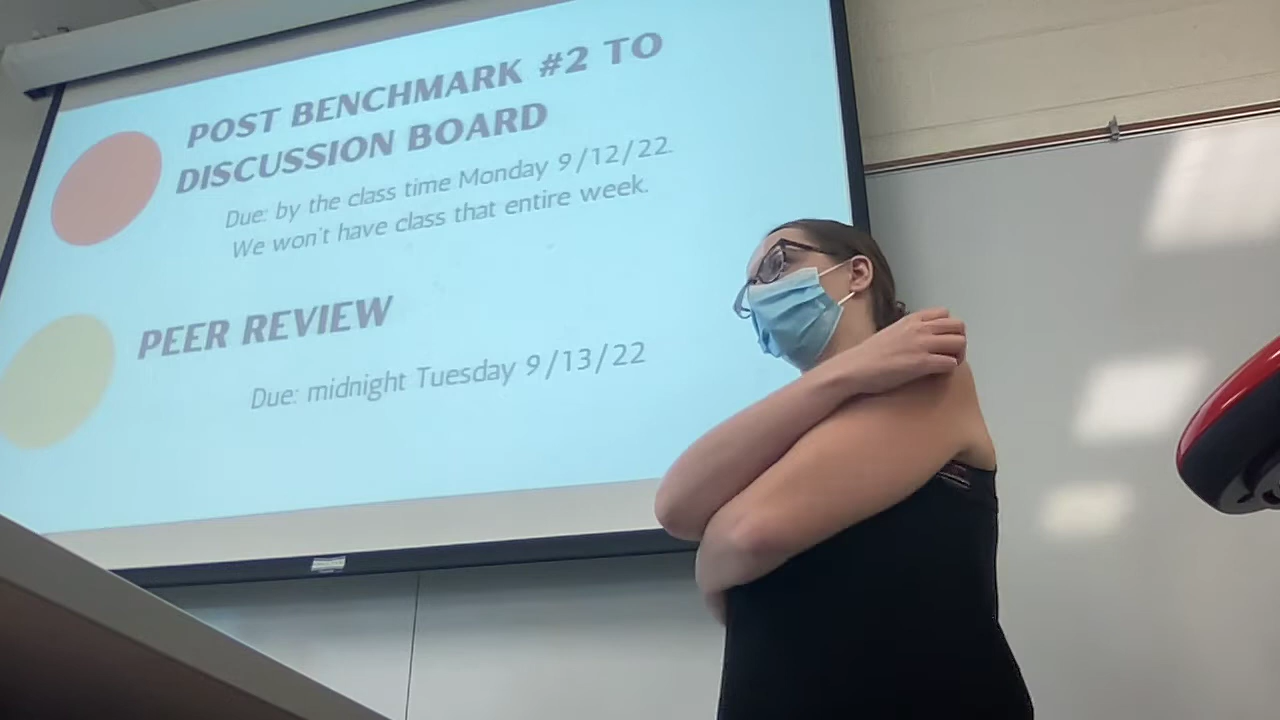 POST BENCHMARK #2 TO
DISCUSSION BOARD
Due: by the class time Monday 9/12/22.
We won't have class that entire week.
PEER REVIEW
Due: midnight Tuesday 9/13/22